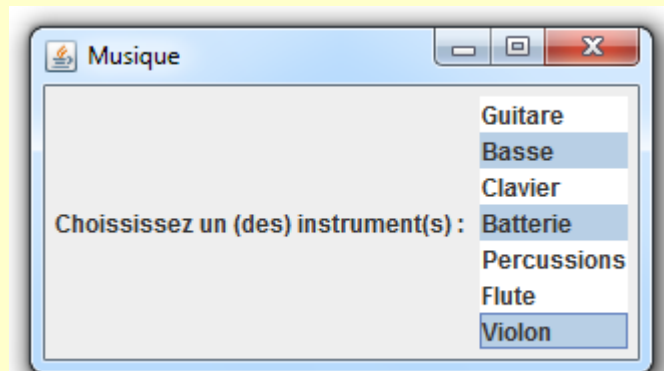 Musique
Guitare
Basse
Clavier
Choississez un (des) instrument(s) : Batterie
Percussions
Flute
Violon